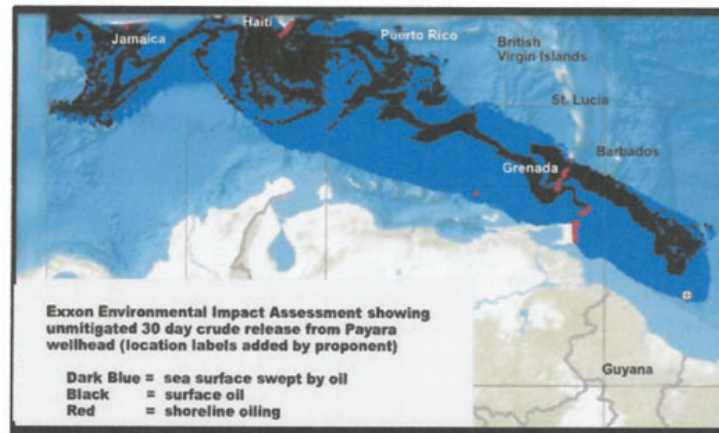 Haiti
Jamaica
Puerto Rico
British
Virgin Islands
St. Lucia
Barbados
Grenada
Exxon Environmental Impact Assessment showing
unmitigated 30 day crude release from Payara
wellhead (location labels added by proponent)
Guyana
Dark Blue = sea surface swept by oil
Black = surface oil
Red = shoreline oiling